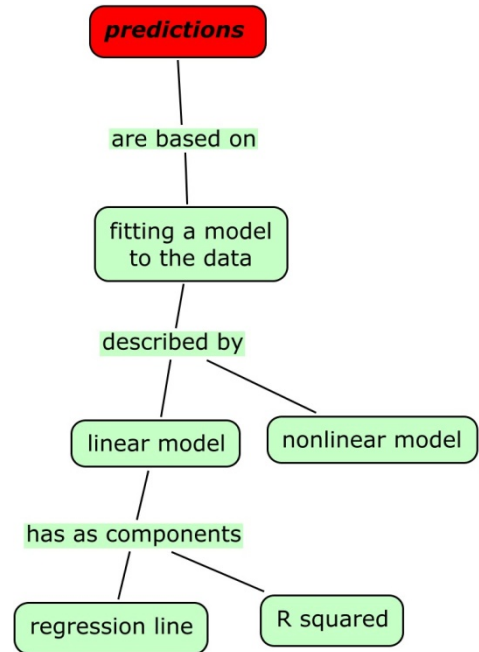 predictions
are based on
fitting a model
to the data
described by
linear model
nonlinear model
has as components
regression line
R squared